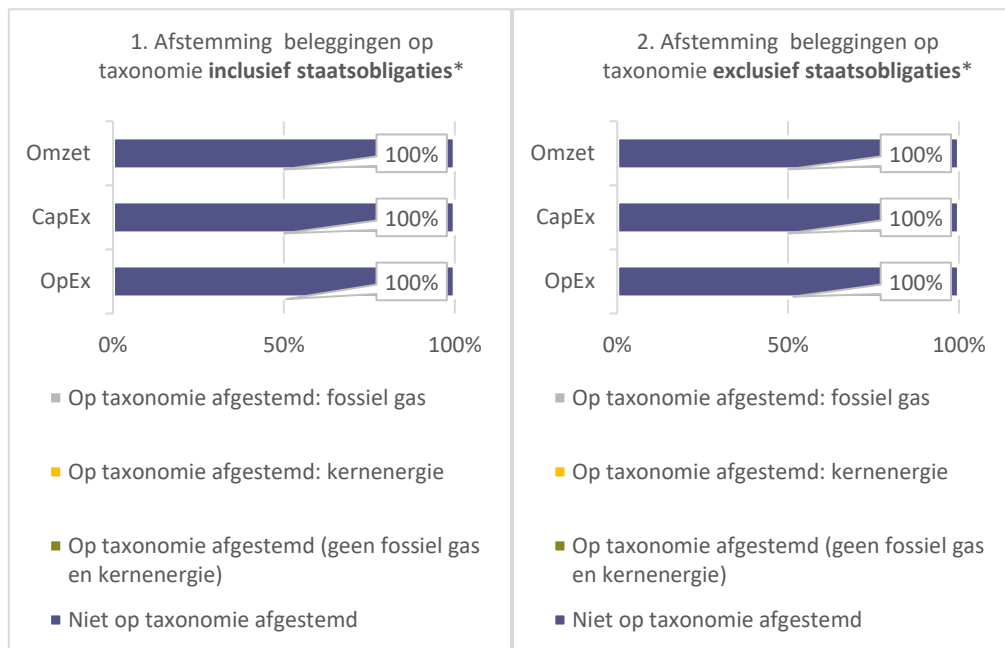 1. Afstemming beleggingen op
taxonomie inclusief staatsobligaties*
Omzet
100%
CapEx
100%
OpEx
100%
0%
50%
100%
Op taxonomie afgestemd: fossiel gas
Op taxonomie afgestemd: kernenergie
Op taxonomie afgestemd (geen fossiel gas
en kernenergie)
Niet op taxonomie afgestemd
2. Afstemming beleggingen op
taxonomie exclusief staatsobligaties*
Omzet
100%
CapEx
100%
OpEx
100%
0%
50%
100%
Op taxonomie afgestemd: fossiel gas
Op taxonomie afgestemd: kernenergie
Op taxonomie afgestemd (geen fossiel gas
en kernenergie)
Niet op taxonomie afgestemd